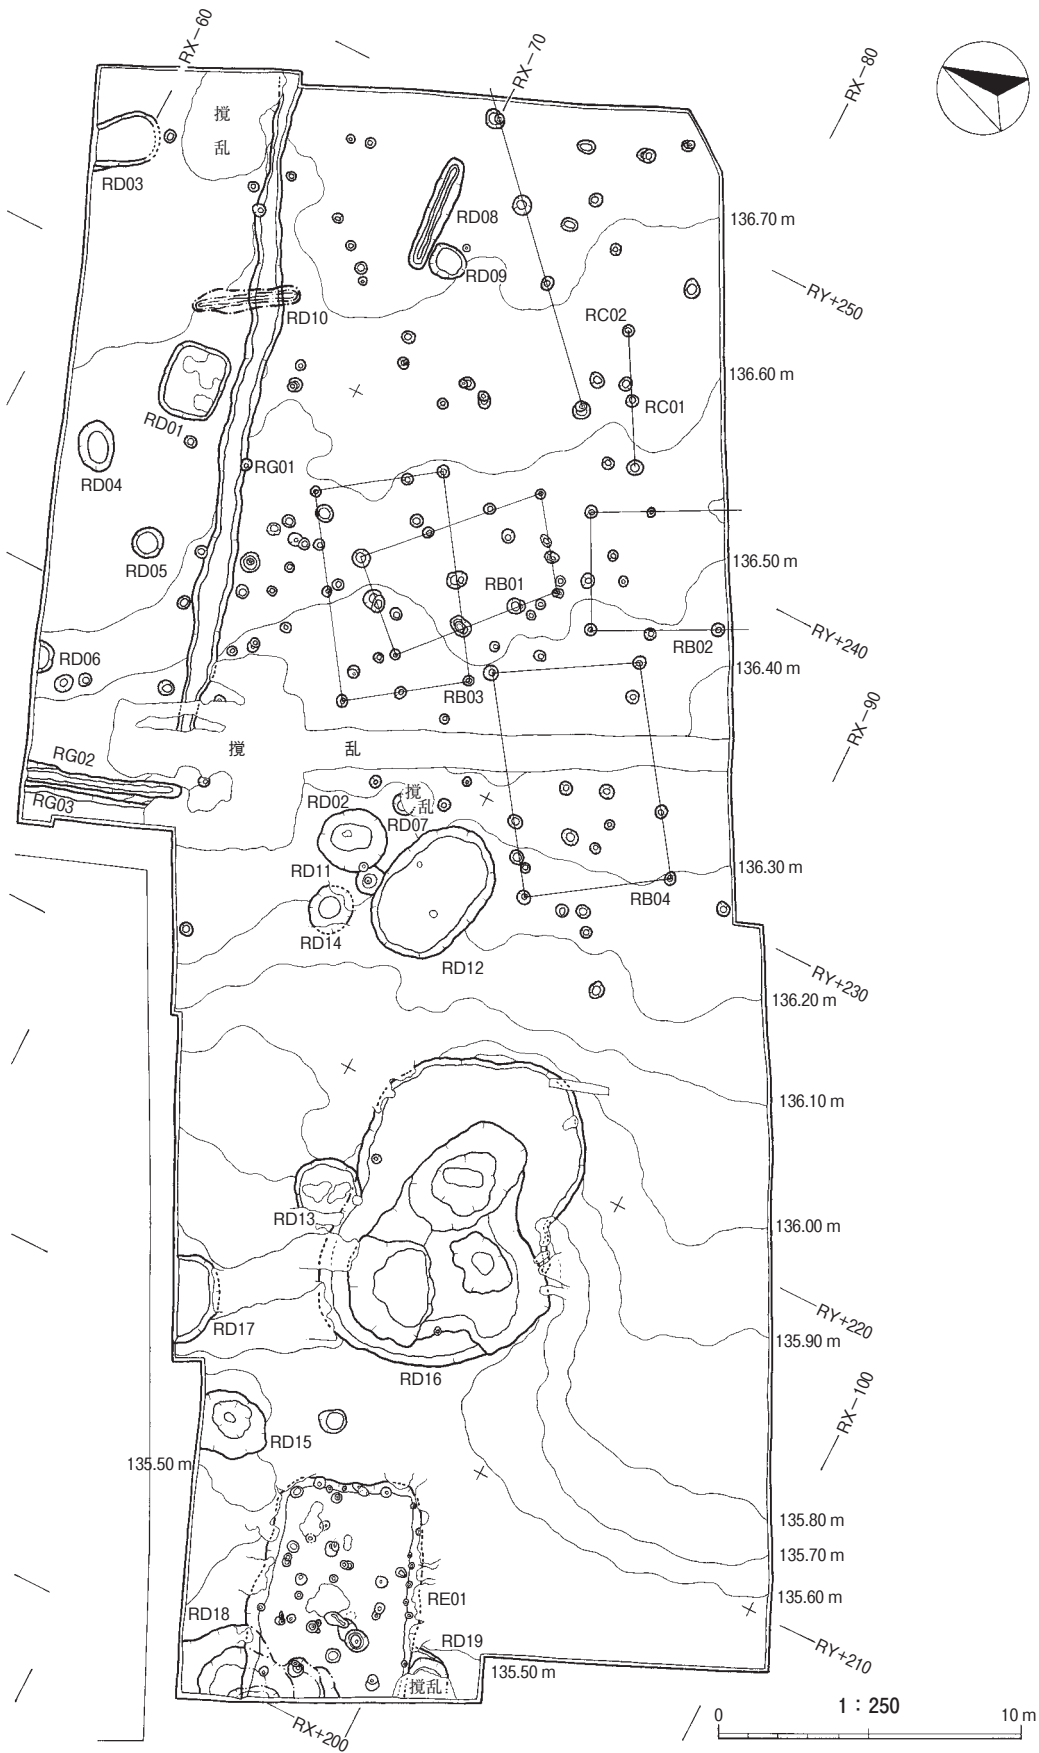 RX−60
RX−70
RX−80
攪
乱
RD03
RD08
136.70 m
RD09
RY+250
RD10
RC02
136.60 m
RD01
RC01
RD04
RG01
RD05
RB01
136.50 m
RB02
RY+240
RD06
RB03
136.40 m
RX−90
攪 乱
RG02
RG03
RD02
攪
乱
RD07
RD11
136.30 m
RB04
RD14
RD12
RY+230
136.20 m
136.10 m
RD13
136.00 m
RD17
RY+220
135.90 m
RD16
RX−100
RD15
135.50 m
135.80 m
135.70 m
RE01
135.60 m
RD18
RD19
RY+210
135.50 m
攪乱
RX+200
1：250
0 10 m